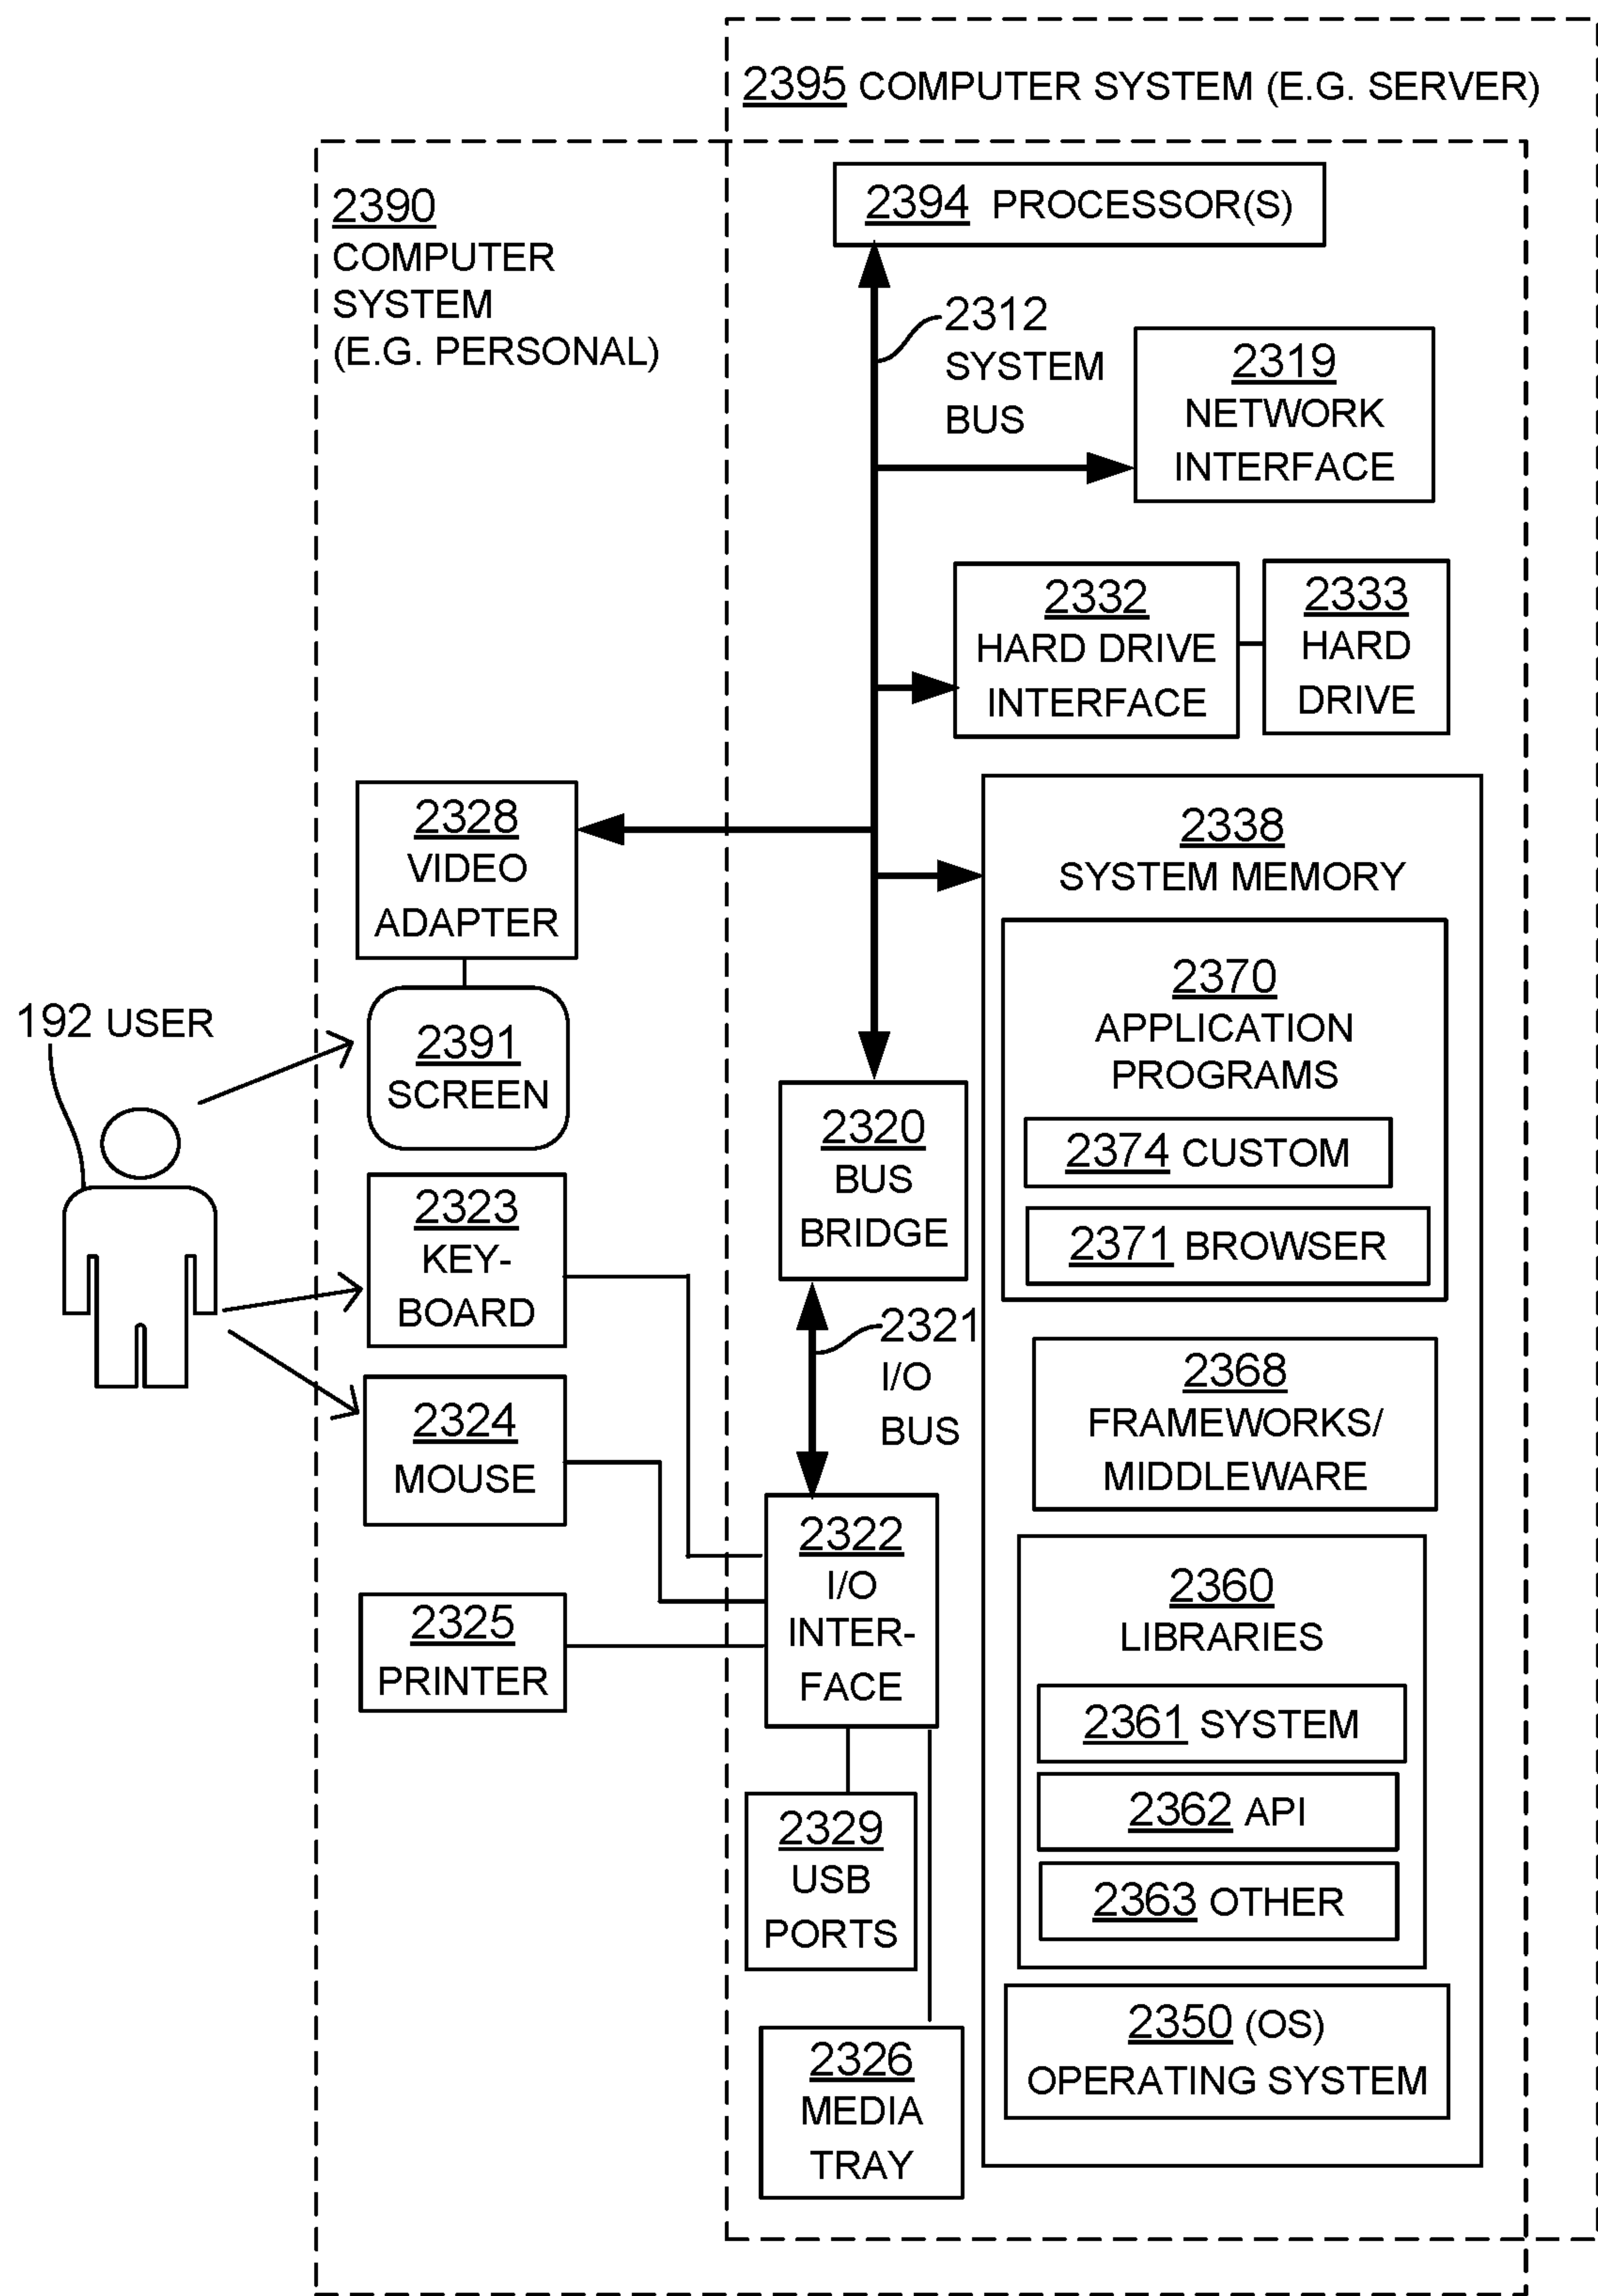 2395 COMPUTER SYSTEM (E.G. SERVER)
2390
COMPUTER
SYSTEM
(E.G. PERSONAL)
2394 PROCESSOR(S)
2312
SYSTEM
BUS
2319
NETWORK
INTERFACE
2332
HARD DRIVE
INTERFACE
2333
HARD
DRIVE
2328
VIDEO
ADAPTER
2338
SYSTEM MEMORY
2370
APPLICATION
PROGRAMS
2374 CUSTOM
2371 BROWSER
192 USER
2391
SCREEN
2320
BUS
BRIDGE
2323
KEY-
BOARD
2321
I/O
BUS
2324
MOUSE
2368
FRAMEWORKS/
MIDDLEWARE
2322
I/O
INTER-
FACE
2325
PRINTER
2360
LIBRARIES
2361 SYSTEM
2362 API
2363 OTHER
2329
USB
PORTS
2350 (OS)
OPERATING SYSTEM
2326
MEDIA
TRAY